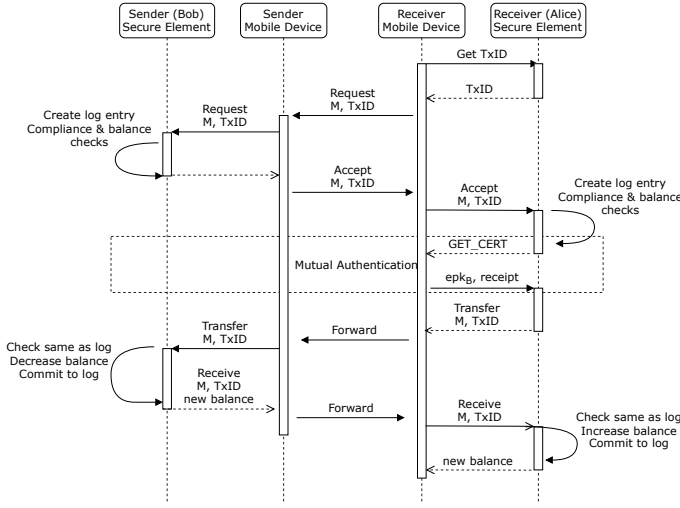 Sender (Bob)
Secure Element
Sender
Mobile Device
Receiver
Mobile Device
Receiver (Alice)
Secure Element
Get TxID
TxID
Request
M, TxID
Request
M, TxID
Create log entry
Compliance & balance
checks
Accept
M, TxID
Accept
M, TxID
Create log entry
Compliance & balance
checks
GET_CERT
Mutual Authentication
epkB, receipt
Transfer
M, TxID
Forward
Transfer
M, TxID
Check same as log
Decrease balance
Commit to log
Receive
M, TxID
new balance
Forward
Receive
M, TxID
Check same as log
Increase balance
Commit to log
new balance